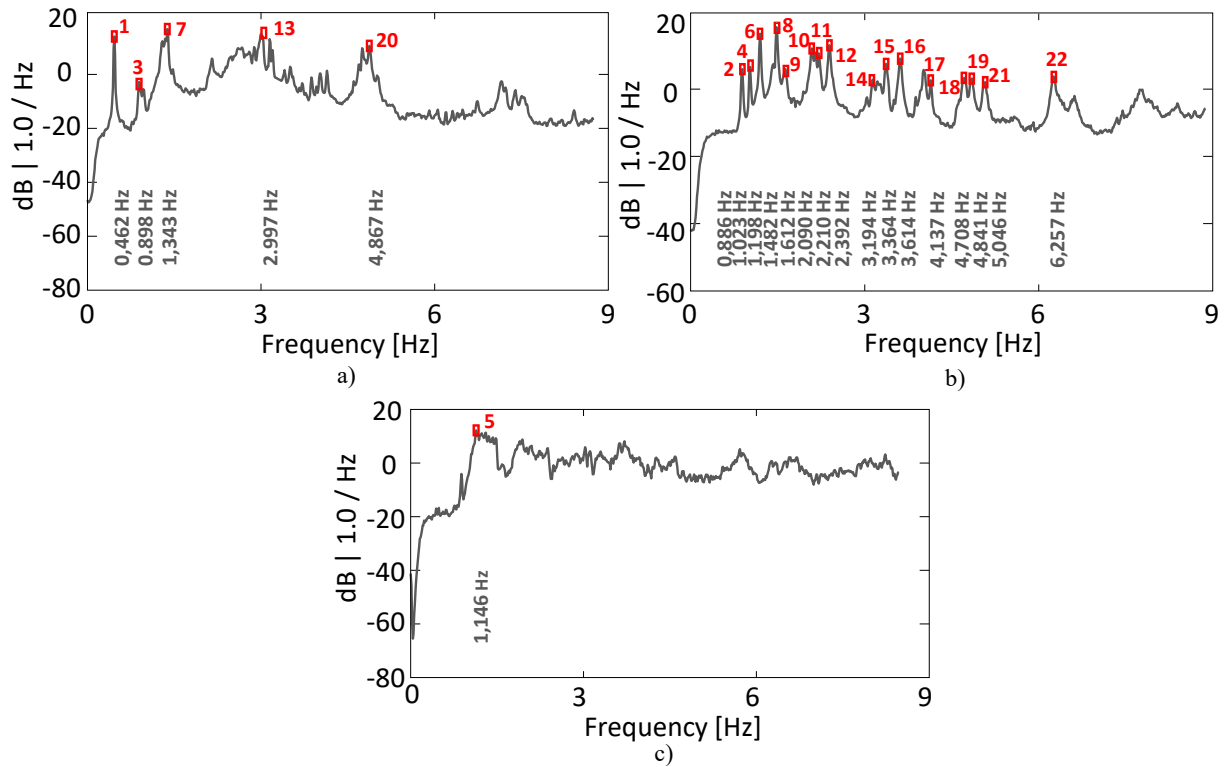 dB | 1.0 / Hz
20
0
-20
-40
-60
-80
1
3
7
13
20
0,462 Hz
0.898 Hz
1,343 Hz
2.997 Hz
4,867 Hz
0
3
6
9
Frequency [Hz]
a)
dB | 1.0 / Hz
20
0
-20
-40
-60
2
4
6
8
9
10
11
12
14
15
16
17
18
19
21
22
0.886 Hz
1.023 Hz
1.198 Hz
1.482 Hz
1.612 Hz
2.090 Hz
2,210 Hz
2,392 Hz
3,194 Hz
3,364 Hz
3,614 Hz
4,137 Hz
4,708 Hz
4,841 Hz
5,046 Hz
6,257 Hz
0
3
6
9
Frequency [Hz]
b)
dB | 1.0 / Hz
20
0
-20
-40
-60
-80
5
1,146 Hz
0
3
6
9
Frequency [Hz]
c)